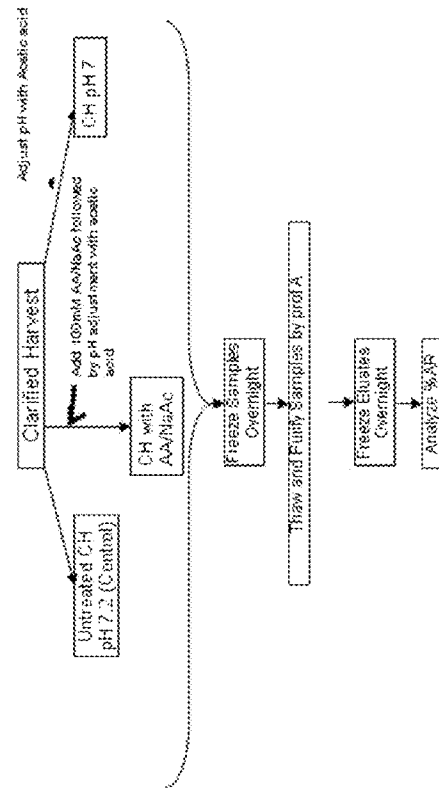 Clarified Harvest
Adjust pH with Acetic acid
Add 100mM AA/NaAc followed
by pH adjustment with acetic
acid
Untreated CH
pH 7.2 (Control)
CH with
AA/NaAc
CH pH 7
Freeze Samples
Overnight
Thaw and Purify Samples by prot A
Freeze Eluates
Overnight
Analyze %AR